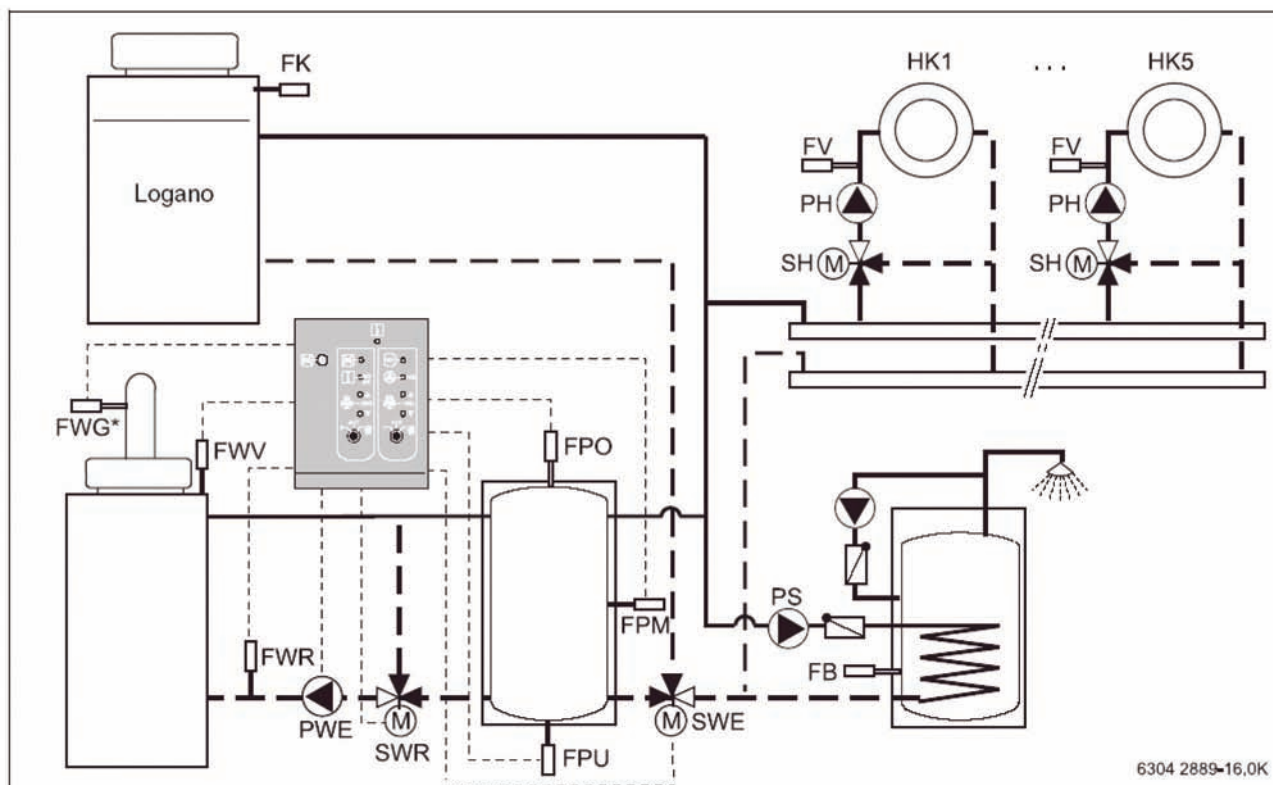 FK
HK1
. . .
HK5
Logano
FV
FV
PH
PH
SH
M
SH
M
FWG*
FWV
FPO
PS
FPM
FWR
FB
PWE
M
SWR
FPU
M
SWE
6304 2889-16,0K